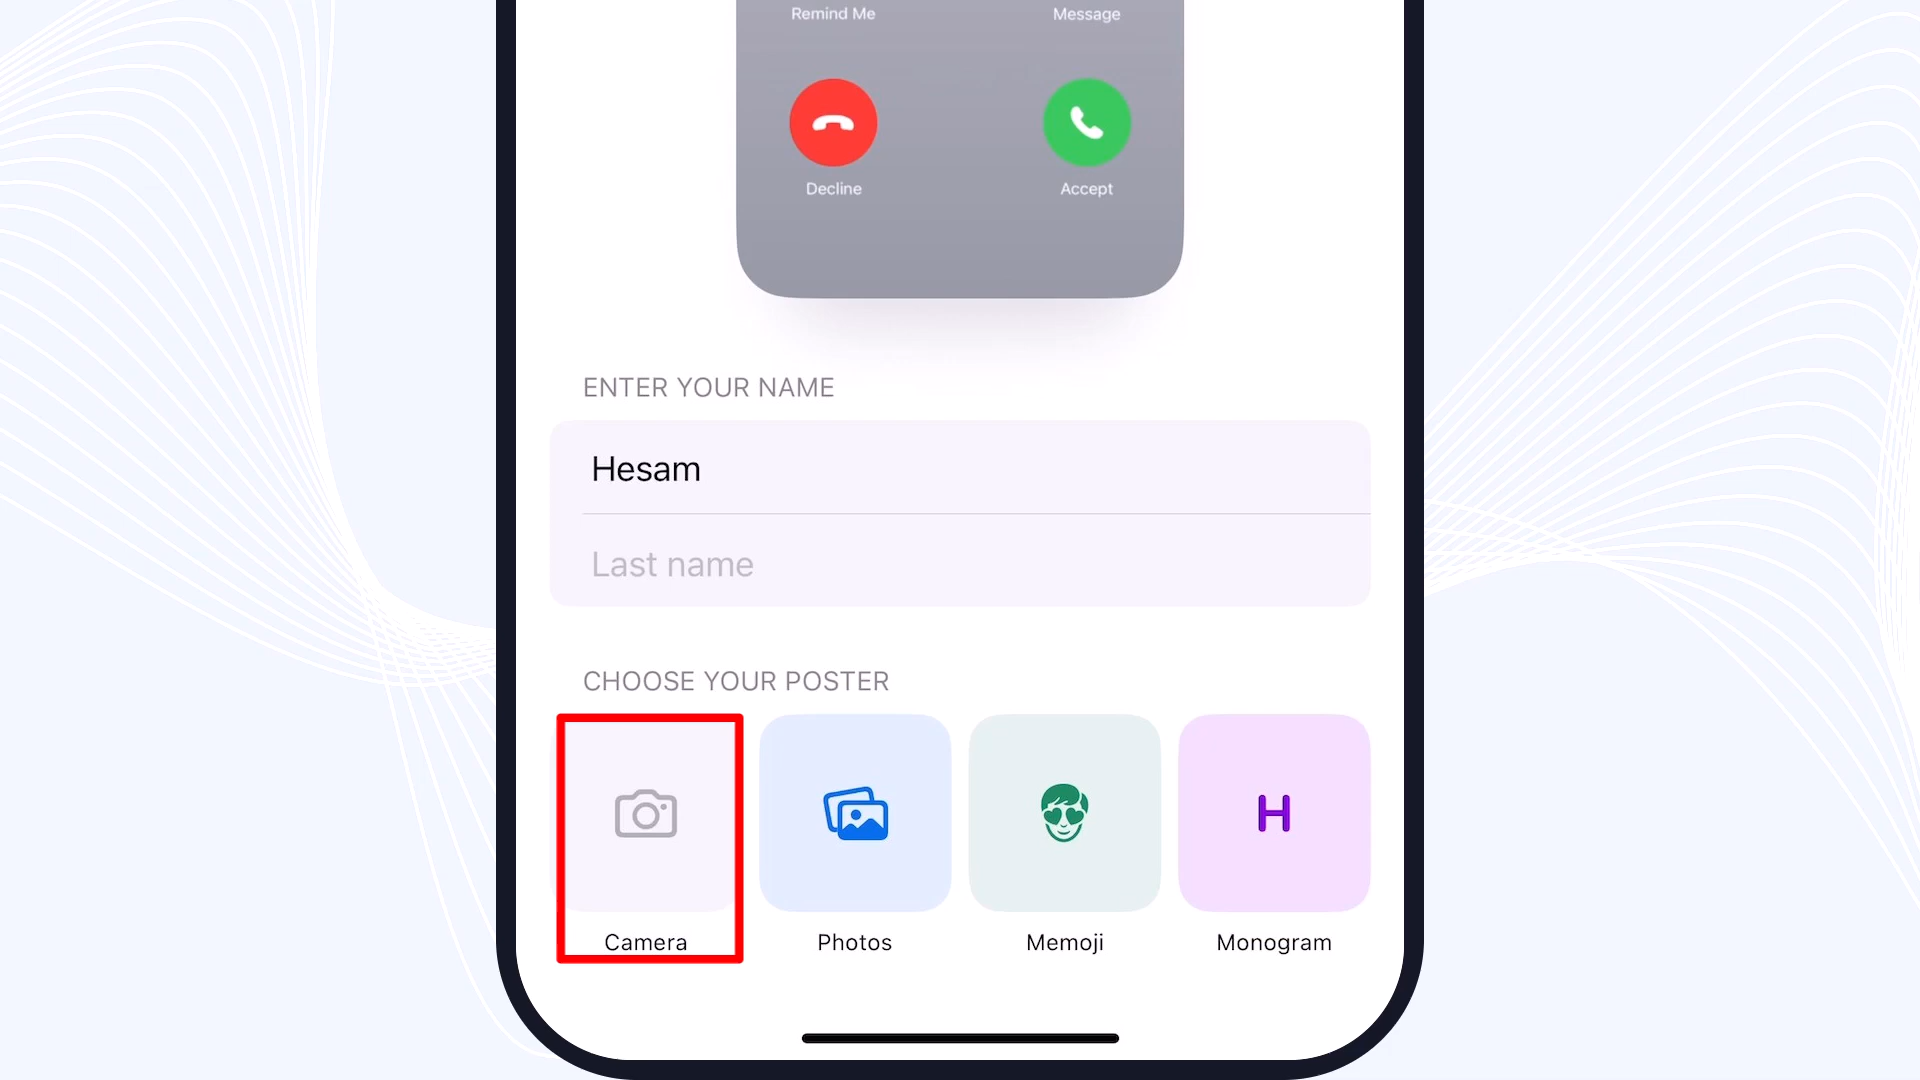 Remind Me Message
Decline Accept
ENTER YOUR NAME
Hesam
Last name
CHOOSE YOUR POSTER
H
Camera Photos Memoji Monogram